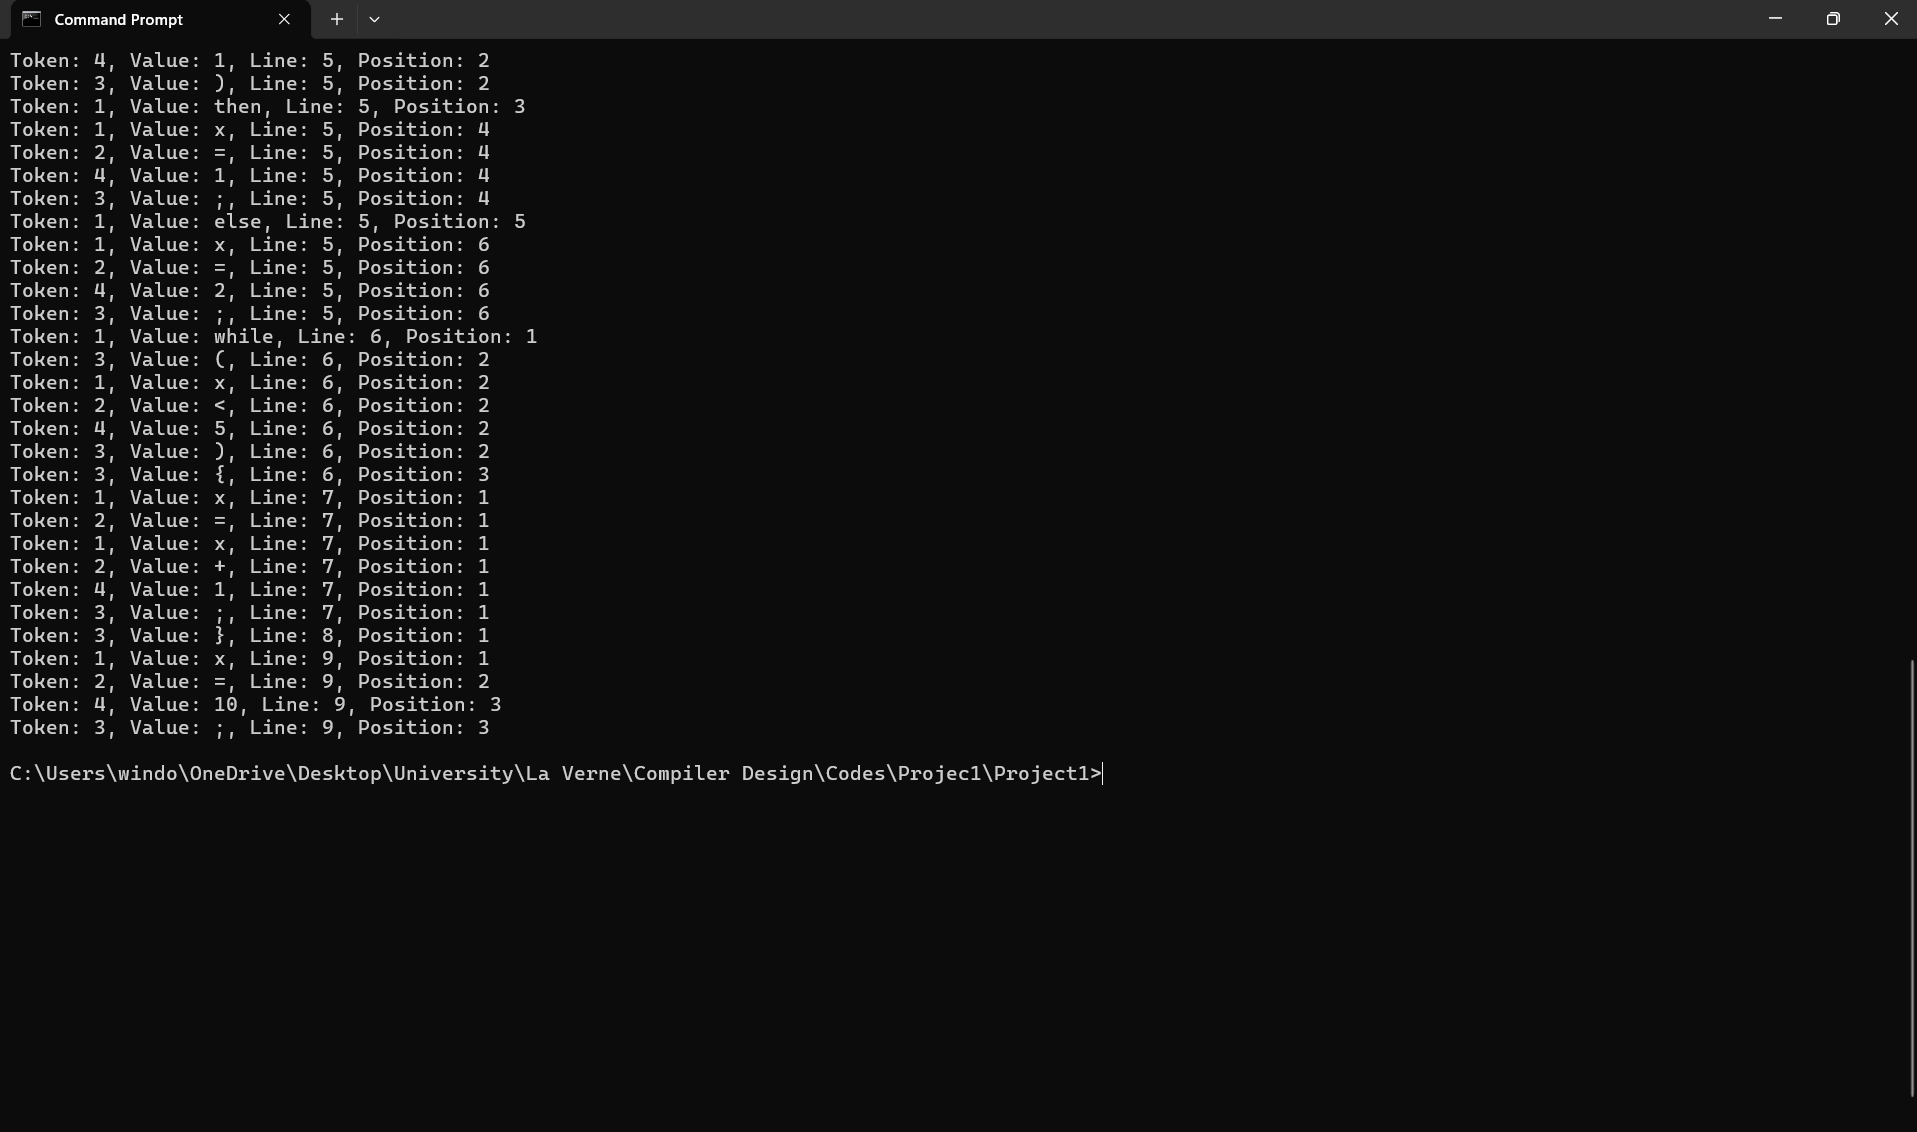 Command Prompt
Token: 4, Value: 1, Line: 5, Position: 2
Token: 3, Value: ), Line: 5, Position: 2
Token: 1, Value: then, Line: 5, Position: 3
Token: 1, Value: x, Line: 5, Position: 4
Token: 2, Value: =, Line: 5, Position: 4
Token: 4, Value: 1, Line: 5, Position: 4
Token: 3, Value: ;, Line: 5, Position: 4
Token: 1, Value: else, Line: 5, Position: 5
Token: 1, Value: x, Line: 5, Position: 6
Token: 2, Value: =, Line: 5, Position: 6
Token: 4, Value: 2, Line: 5, Position: 6
Token: 3, Value: ;, Line: 5, Position: 6
Token: 1, Value: while, Line: 6, Position: 1
Token: 3, Value: (, Line: 6, Position: 2
Token: 1, Value: x, Line: 6, Position: 2
Token: 2, Value: <, Line: 6, Position: 2
Token: 4, Value: 5, Line: 6, Position: 2
Token: 3, Value: ), Line: 6, Position: 2
Token: 3, Value: {, Line: 6, Position: 3
Token: 1, Value: x, Line: 7, Position: 1
Token: 2, Value: =, Line: 7, Position: 1
Token: 1, Value: x, Line: 7, Position: 1
Token: 2, Value: +, Line: 7, Position: 1
Token: 4, Value: 1, Line: 7, Position: 1
Token: 3, Value: ;, Line: 7, Position: 1
Token: 3, Value: }, Line: 8, Position: 1
Token: 1, Value: x, Line: 9, Position: 1
Token: 2, Value: =, Line: 9, Position: 2
Token: 4, Value: 10, Line: 9, Position: 3
Token: 3, Value: ;, Line: 9, Position: 3
C:\Users\windo\OneDrive\Desktop\University\La Verne\Compiler Design\Codes\Projec1\Project1>